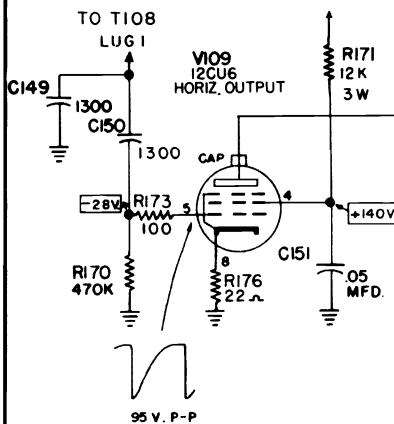 TO T108
LUG 1
C149
1300
C150
1300
V109
12CU6
HORIZ. OUTPUT
CAP
R171
12K
3W
-28V
R173
100
5
4
+140V
8
R170
470K
R176
22Ω
C151
.05
MFD.
95 V. P-P